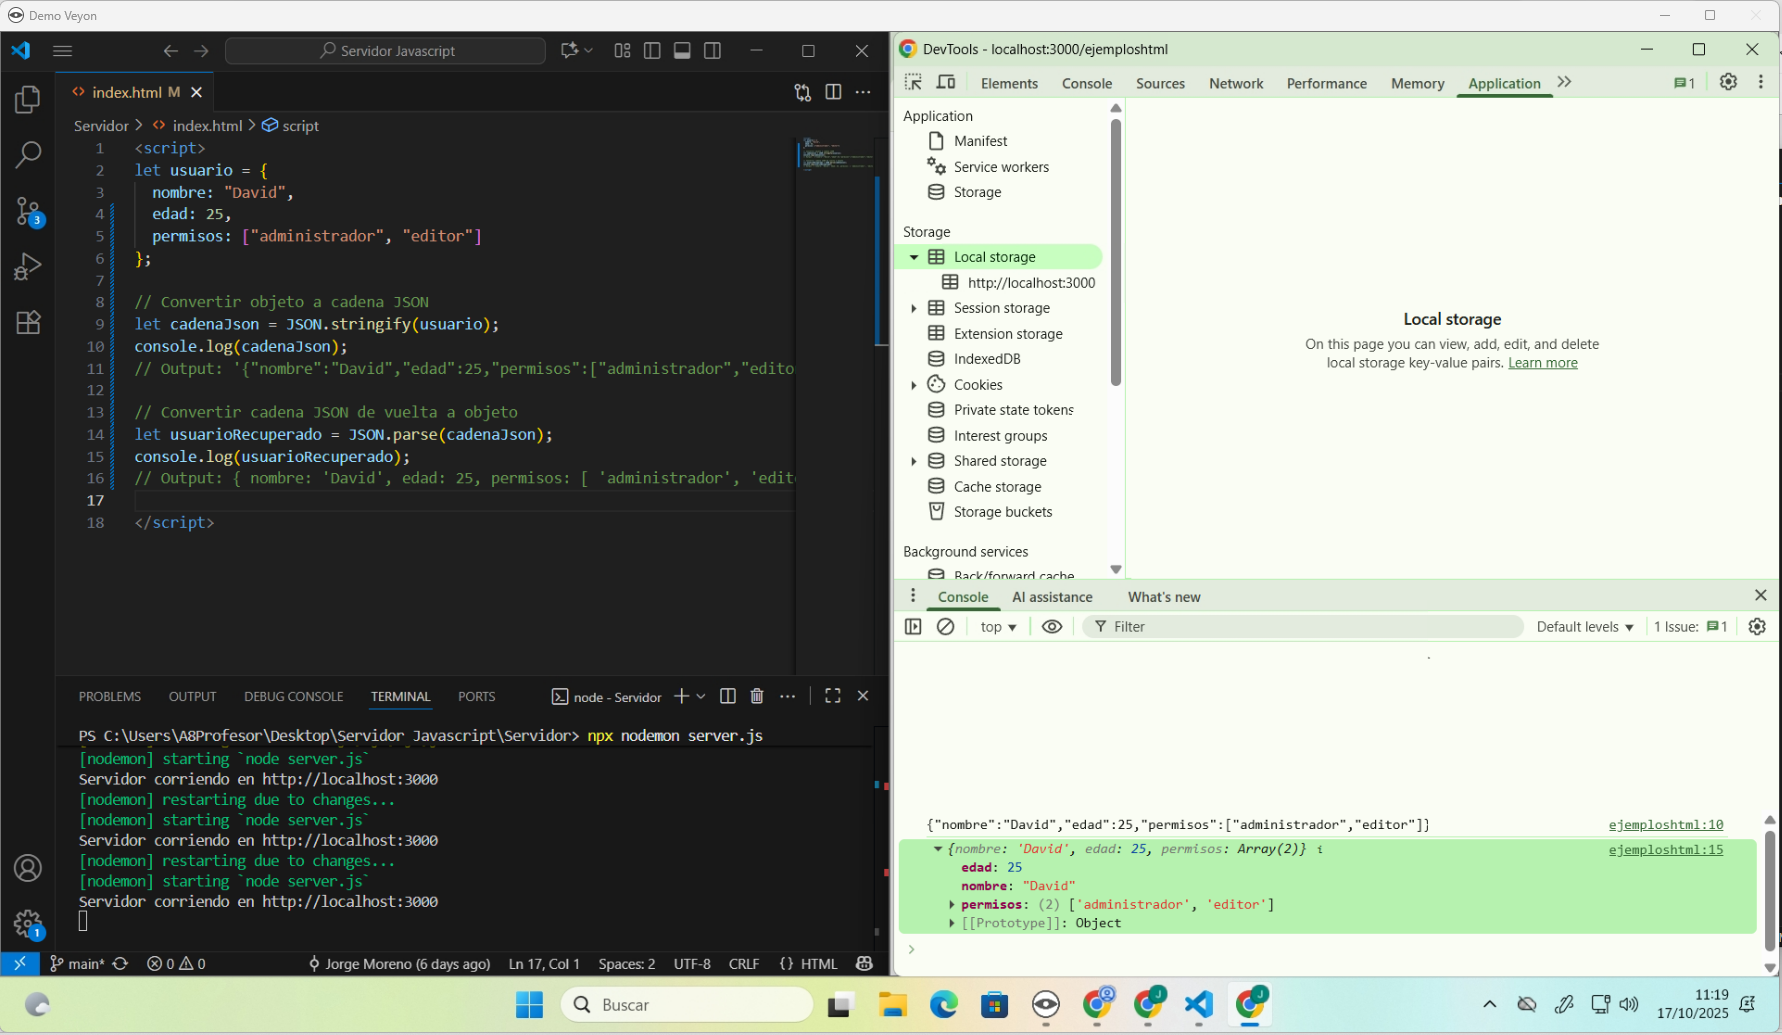 Demo Veyon
Servidor Javascript
index.html M
Servidor > index.html > script
1 <script>
2 let usuario = {
3 nombre: "David",
4 edad: 25,
5 permisos: ["administrador", "editor"]
6 };
7
8 // Convertir objeto a cadena JSON
9 let cadenaJson = JSON.stringify(usuario);
10 console.log(cadenaJson);
11 // Output: '{"nombre":"David","edad":25,"permisos":["administrador","edito
12
13 // Convertir cadena JSON de vuelta a objeto
14 let usuarioRecuperado = JSON.parse(cadenaJson);
15 console.log(usuarioRecuperado);
16 // Output: { nombre: 'David', edad: 25, permisos: [ 'administrador', 'edit
17
18 </script>
3
1
PROBLEMS OUTPUT DEBUG CONSOLE TERMINAL PORTS node - Servidor
PS C:\Users\A8Profesor\Desktop\Servidor Javascript\Servidor> npx nodemon server.js
[nodemon] starting `node server.js`
Servidor corriendo en http://localhost:3000
[nodemon] restarting due to changes...
[nodemon] starting `node server.js`
Servidor corriendo en http://localhost:3000
[nodemon] restarting due to changes...
[nodemon] starting `node server.js`
Servidor corriendo en http://localhost:3000
main* 0 0 Jorge Moreno (6 days ago) Ln 17, Col 1 Spaces: 2 UTF-8 CRLF {} HTML
DevTools - localhost:3000/ejemploshtml
Elements Console Sources Network Performance Memory Application 1
Application
Manifest
Service workers
Storage
Storage
Local storage
http://localhost:3000
Session storage
Extension storage
IndexedDB
Cookies
Private state tokens
Interest groups
Shared storage
Cache storage
Storage buckets
Background services
Back/forward cache
Local storage
On this page you can view, add, edit, and delete
local storage key-value pairs. Learn more
Console AI assistance What's new
top Filter Default levels 1 Issue: 1
{"nombre":"David","edad":25,"permisos":["administrador","editor"]} ejemploshtml:10
{nombre: 'David', edad: 25, permisos: Array(2)} i ejemploshtml:15
edad: 25
nombre: "David"
permisos: (2) ['administrador', 'editor']
[[Prototype]]: Object
Buscar
J
J
11:19
17/10/2025